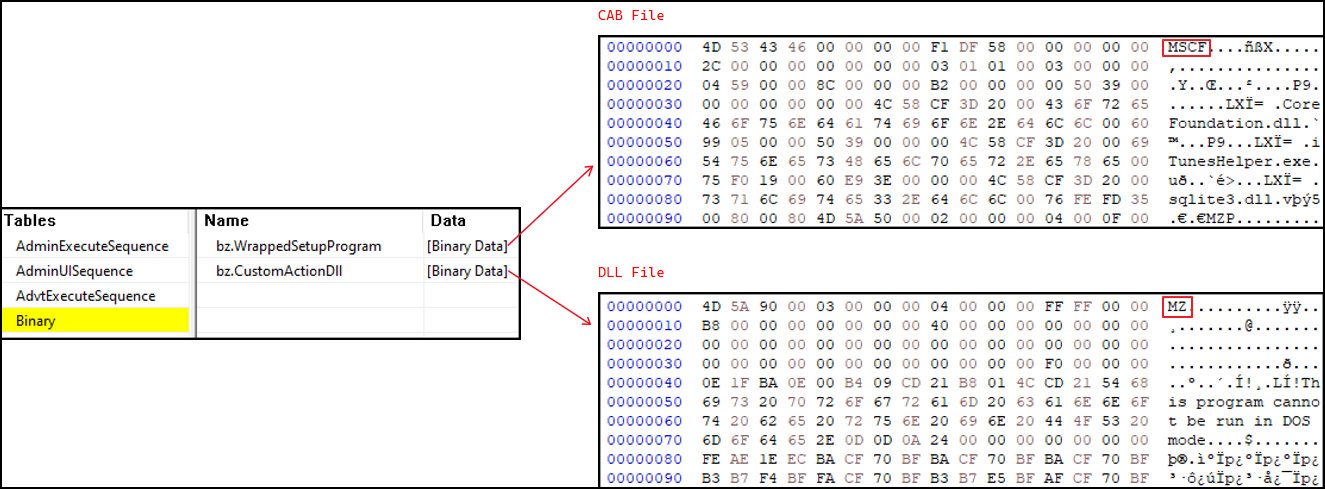 CAB File
00000000 4D 53 43 46 00 00 00 00 F1 DF 58 00 00 00 00 00 MSCF....ñßX.....
00000010 2C 00 00 00 00 00 00 00 03 01 01 00 03 00 00 00 ,...............
00000020 04 59 00 00 8C 00 00 00 B2 00 00 00 00 50 39 00 .Y..Œ...²....P9.
00000030 00 00 00 00 00 4C 58 CF 3D 20 00 43 6F 72 65 ......LXÏ= .Core
00000040 46 6F 75 6E 64 61 74 69 6F 6E 2E 64 6C 6C 00 60 Foundation.dll.`
00000050 99 05 00 00 50 39 00 00 00 4C 58 CF 3D 20 00 69 ™...P9...LXÏ= .i
00000060 54 75 6E 65 73 48 65 6C 70 65 72 2E 65 78 65 00 TunesHelper.exe.
00000070 75 F0 19 00 60 E9 3E 00 00 00 4C 58 CF 3D 20 00 uð..`é>...LXÏ= .
00000080 73 71 6C 69 74 65 33 2E 64 6C 6C 00 76 FE FD 35 sqlite3.dll.vþý5
00000090 00 80 00 80 4D 5A 50 00 02 00 00 00 04 00 0F 00 .€.€MZP.........
Tables Name Data
AdminExecuteSequence bz.WrappedSetupProgram [Binary Data]
AdminUISequence bz.CustomActionDll [Binary Data]
AdvtExecuteSequence
Binary
DLL File
00000000 4D 5A 90 00 03 00 00 00 04 00 00 00 FF FF 00 00 MZ..........ÿÿ..
00000010 B8 00 00 00 00 00 00 00 40 00 00 00 00 00 00 00 ¸.......@.......
00000020 00 00 00 00 00 00 00 00 00 00 00 00 00 00 00 00 ................
00000030 00 00 00 00 00 00 00 00 00 00 00 00 F0 00 00 00 ............ð...
00000040 0E 1F BA 0E 00 B4 09 CD 21 B8 01 4C CD 21 54 68 ..º..´.Í!¸.LÍ!Th
00000050 69 73 20 70 72 6F 67 72 61 6D 20 63 61 6E 6E 6F is program canno
00000060 74 20 62 65 20 72 75 6E 20 69 6E 20 44 4F 53 20 t be run in DOS
00000070 6D 6F 64 65 2E 0D 0D 0A 24 00 00 00 00 00 00 00 mode....$.......
00000080 FE AE 1E EC BA CF 70 BF BA CF 70 BF BA CF 70 BF þ®.ìºÏp¿ºÏp¿ºÏp¿
00000090 B3 B7 F4 BF FA CF 70 BF B3 B7 E5 BF AF CF 70 BF ³·ô¿úÏp¿³·å¿¯Ïp¿